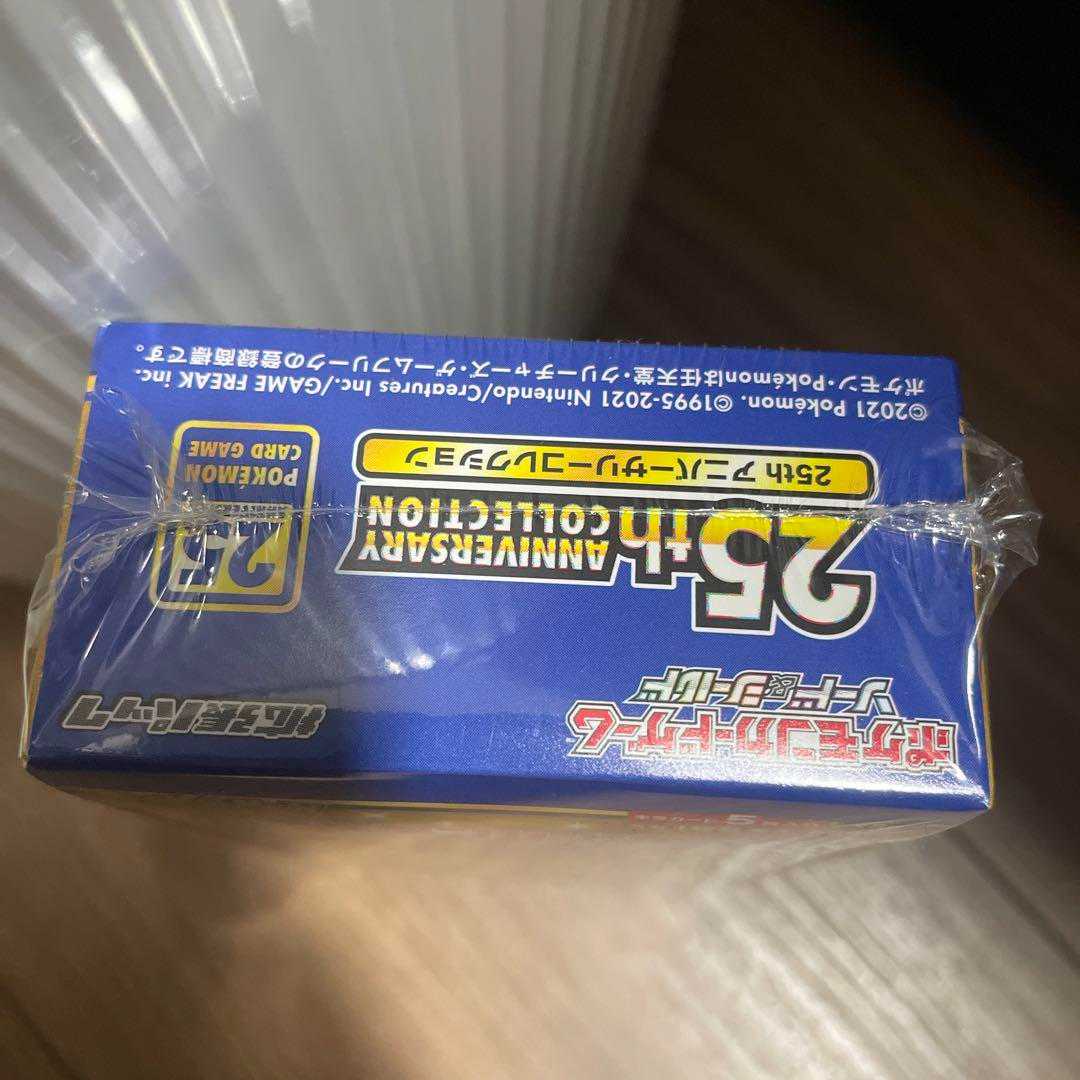 ポケモンカードゲーム
ソード&シールド
拡張パック
25th
ANNIVERSARY
COLLECTION
25th アニバーサリーコレクション
25
POKÉMON
CARD GAME
©2021 Pokémon. ©1995-2021 Nintendo/Creatures Inc./GAME FREAK inc.
ポケモン・Pokémonは任天堂・クリーチャーズ・ゲームフリークの登録商標です。